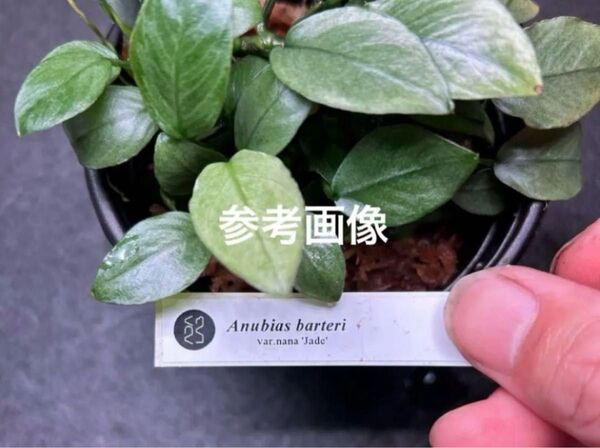 参考画像
Anubias barteri
var.nana 'Jade'